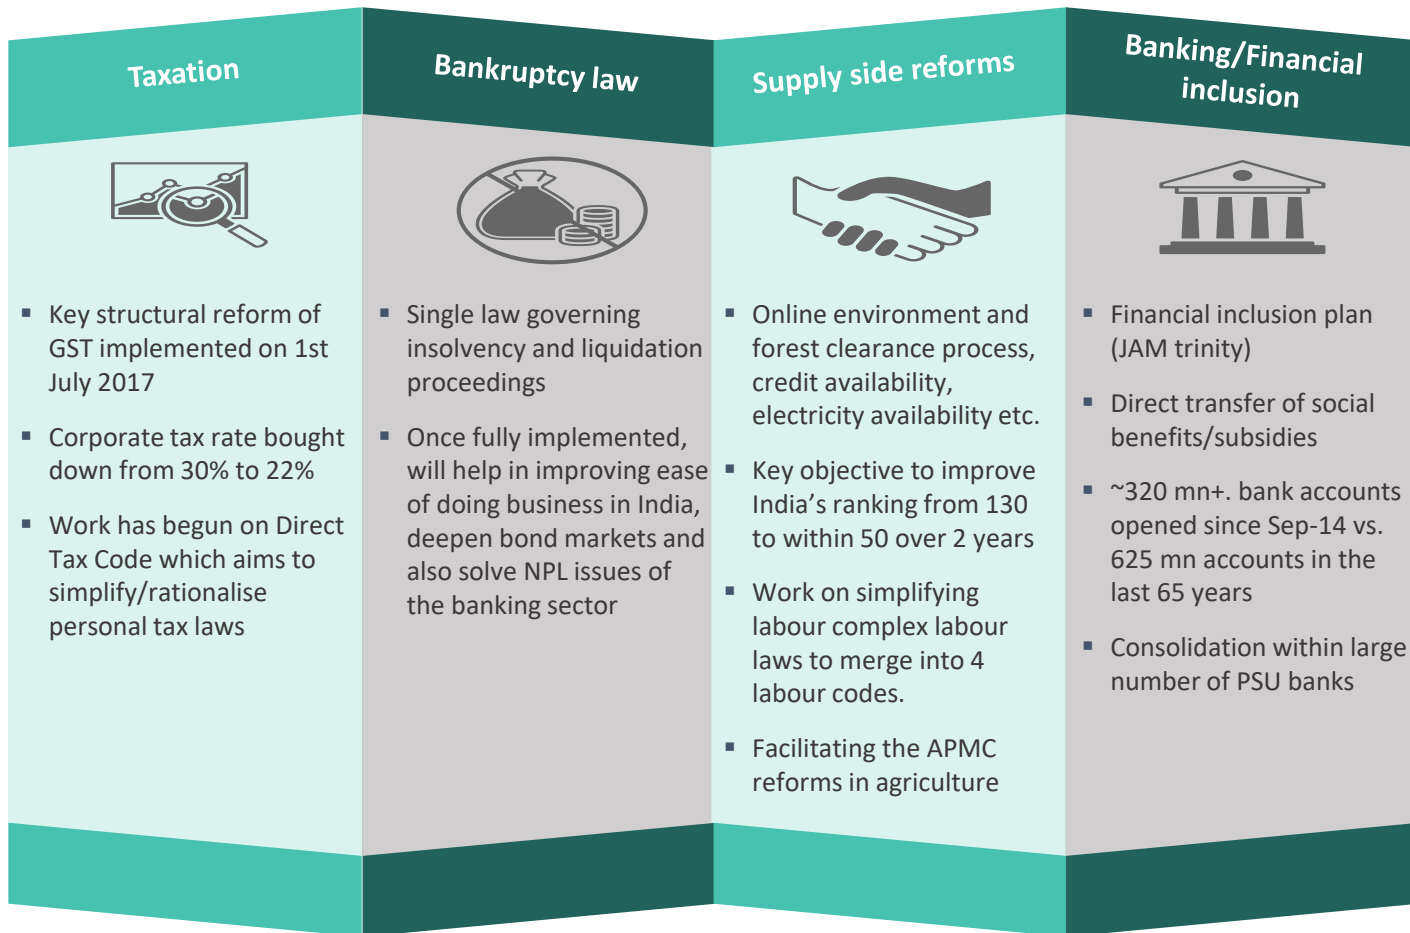 Taxation
▪ Key structural reform of
GST implemented on 1st
July 2017
▪ Corporate tax rate bought
down from 30% to 22%
▪ Work has begun on Direct
Tax Code which aims to
simplify/rationalise
personal tax laws
Bankruptcy law
▪ Single law governing
insolvency and liquidation
proceedings
▪ Once fully implemented,
will help in improving ease
of doing business in India,
deepen bond markets and
also solve NPL issues of
the banking sector
Supply side reforms
▪ Online environment and
forest clearance process,
credit availability,
electricity availability etc.
▪ Key objective to improve
India’s ranking from 130
to within 50 over 2 years
▪ Work on simplifying
labour complex labour
laws to merge into 4
labour codes.
▪ Facilitating the APMC
reforms in agriculture
Banking/Financial
inclusion
▪ Financial inclusion plan
(JAM trinity)
▪ Direct transfer of social
benefits/subsidies
▪ ~320 mn+. bank accounts
opened since Sep-14 vs.
625 mn accounts in the
last 65 years
▪ Consolidation within large
number of PSU banks